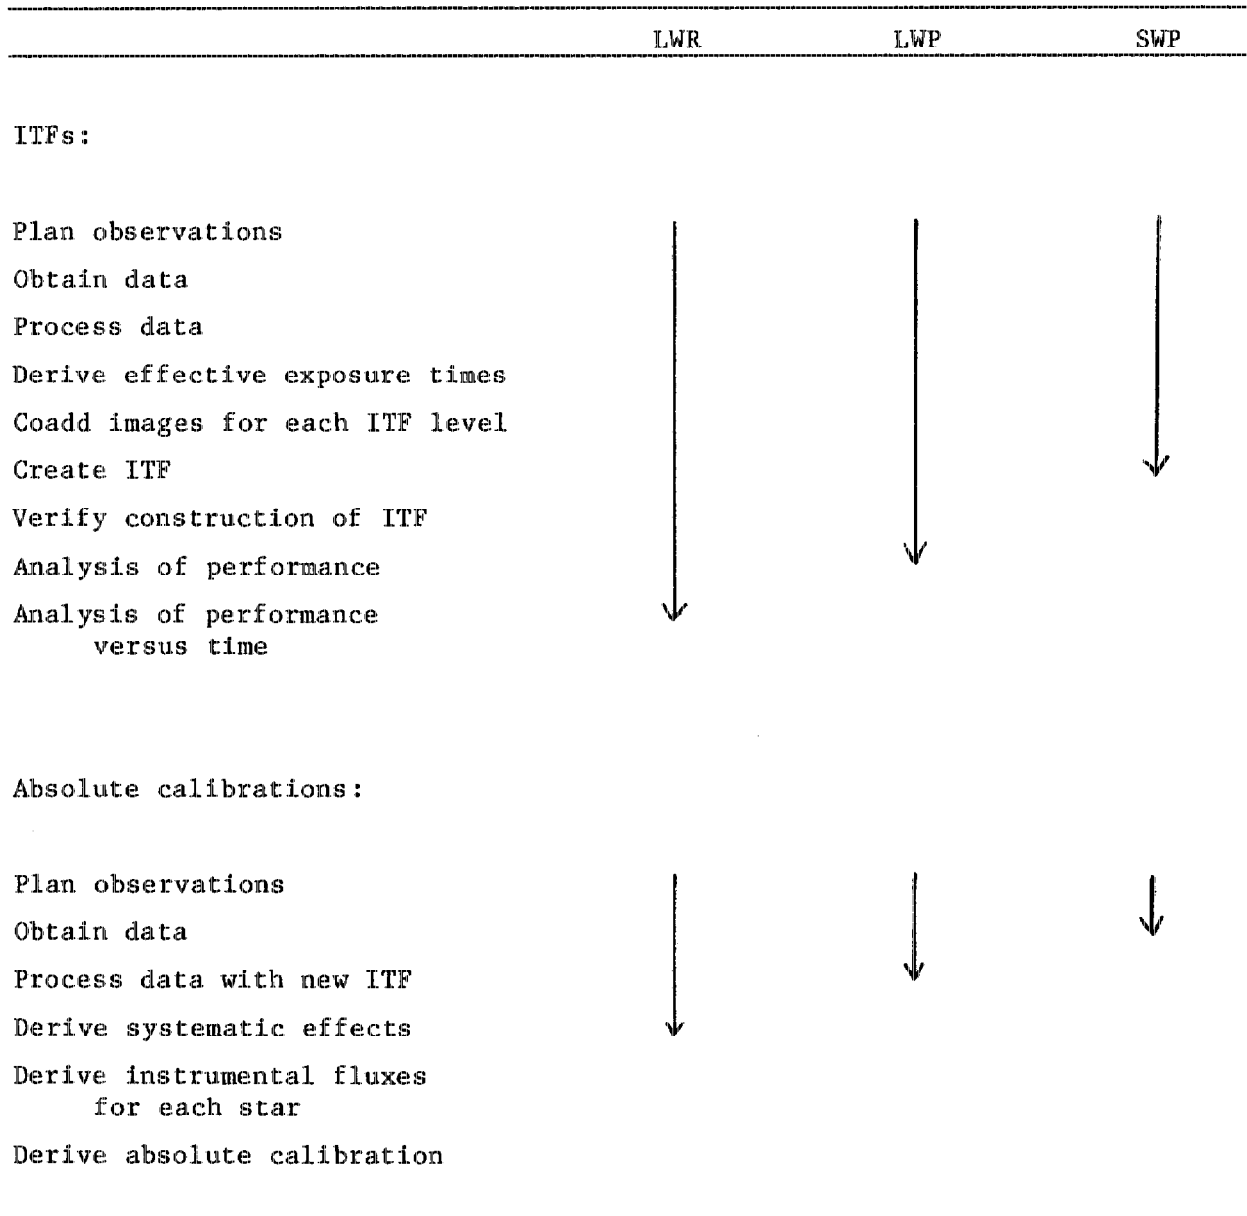 LWR LWP SWP
ITFs:
Plan observations
Obtain data
Process data
Derive effective exposure times
Coadd images for each ITF level
Create ITF
Verify construction of ITF
Analysis of performance
Analysis of performance
versus time
Absolute calibrations:
Plan observations
Obtain data
Process data with new ITF
Derive systematic effects
Derive instrumental fluxes
for each star
Derive absolute calibration